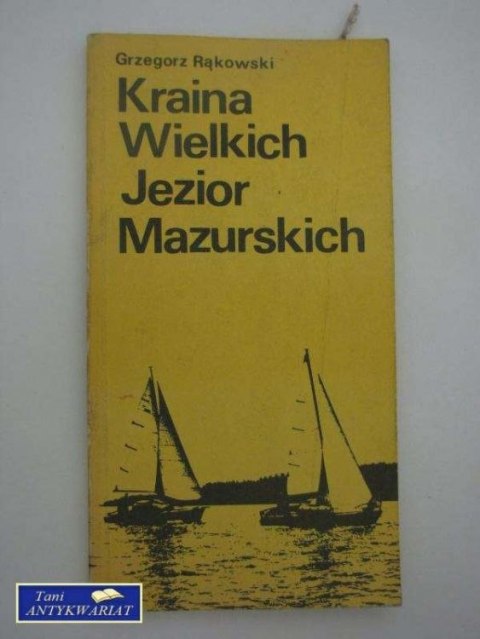 Grzegorz Rąkowski
Kraina
Wielkich
Jezior
Mazurskich
Tani
ANTYKWARIAT